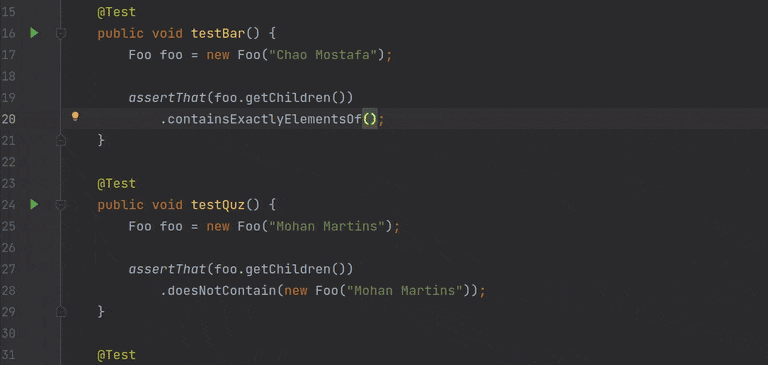 15 @Test
16 public void testBar() {
17 Foo foo = new Foo("Chao Mostafa");
18
19 assertThat(foo.getChildren())
20 .containsExactlyElementsOf();
21 }
22
23 @Test
24 public void testQuz() {
25 Foo foo = new Foo("Mohan Martins");
26
27 assertThat(foo.getChildren())
28 .doesNotContain(new Foo("Mohan Martins"));
29 }
30
31 @Test